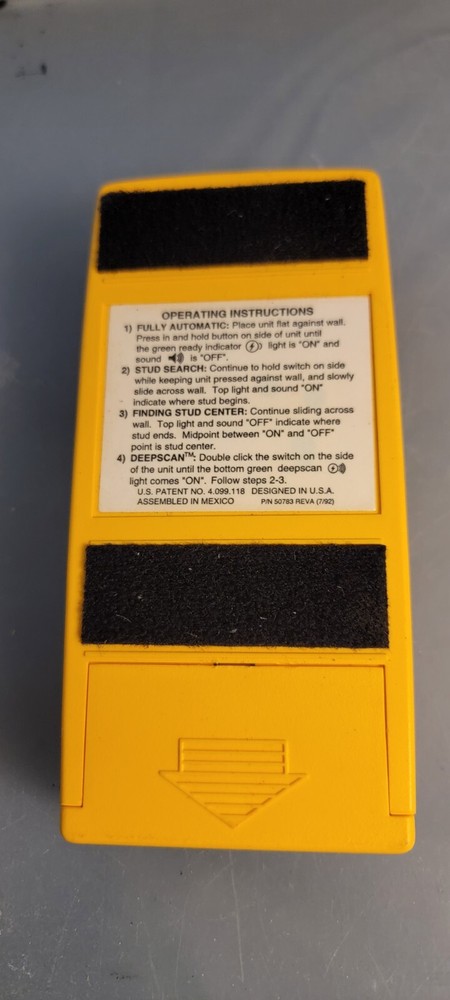 OPERATING INSTRUCTIONS
1) FULLY AUTOMATIC: Place unit flat against wall.
Press in and hold button on side of unit until
the green ready indicator light is "ON" and
sound is "OFF".
2) STUD SEARCH: Continue to hold switch on side
while keeping unit pressed against wall, and slowly
slide across wall. Top light and sound "ON"
indicate where stud begins.
3) FINDING STUD CENTER: Continue sliding across
wall. Top light and sound "OFF" indicate where
stud ends. Midpoint between "ON" and "OFF"
point is stud center.
4) DEEPSCAN™: Double click the switch on the side
of the unit until the bottom green deepscan
light comes "ON". Follow steps 2-3.
U.S. PATENT NO. 4.099.118 DESIGNED IN U.S.A.
ASSEMBLED IN MEXICO P/N 50783 REVA (7/92)